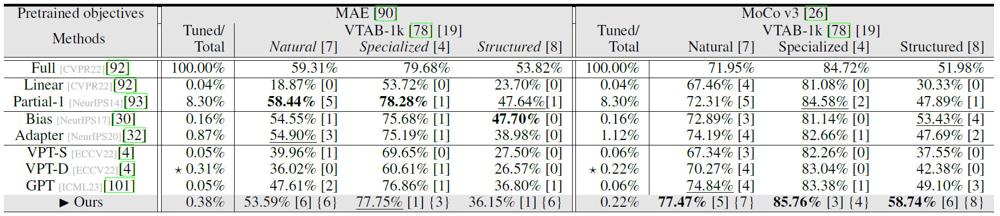 Pretrained objectives MAE [90] MoCo v3 [26]
Methods Tuned/ VTAB-1k [78] [19] Tuned/ VTAB-1k [78] [19]
Total Natural [7] Specialized [4] Structured [8] Total Natural [7] Specialized [4] Structured [8]
Full [CVPR22][92] 100.00% 59.31% 79.68% 53.82% 100.00% 71.95% 84.72% 51.98%
Linear [CVPR22][92] 0.04% 18.87% [0] 53.72% [0] 23.70% [0] 0.04% 67.46% [4] 81.08% [0] 30.33% [0]
Partial-1 [NeurIPS14][93] 8.30% 58.44% [5] 78.28% [1] 47.64%[1] 8.30% 72.31% [5] 84.58% [2] 47.89% [1]
Bias [NeurIPS17][30] 0.16% 54.55% [1] 75.68% [1] 47.70% [0] 0.16% 72.89% [3] 81.14% [0] 53.43% [4]
Adapter [NeurIPS20][32] 0.87% 54.90% [3] 75.19% [1] 38.98% [0] 1.12% 74.19% [4] 82.66% [1] 47.69% [2]
VPT-S [ECCV22][4] 0.05% 39.96% [1] 69.65% [0] 27.50% [0] 0.06% 67.34% [3] 82.26% [0] 37.55% [0]
VPT-D [ECCV22][4] ⋆ 0.31% 36.02% [0] 60.61% [1] 26.57% [0] ⋆ 0.22% 70.27% [4] 83.04% [0] 42.38% [0]
GPT [ICML23][101] 0.05% 47.61% [2] 76.86% [1] 36.80% [1] 0.06% 74.84% [4] 83.38% [1] 49.10% [3]
▶ Ours 0.38% 53.59% [6] {6} 77.75% [1] {3} 36.15% [1] {6} 0.22% 77.47% [5] {7} 85.76% [3] {4} 58.74% [6] {8}